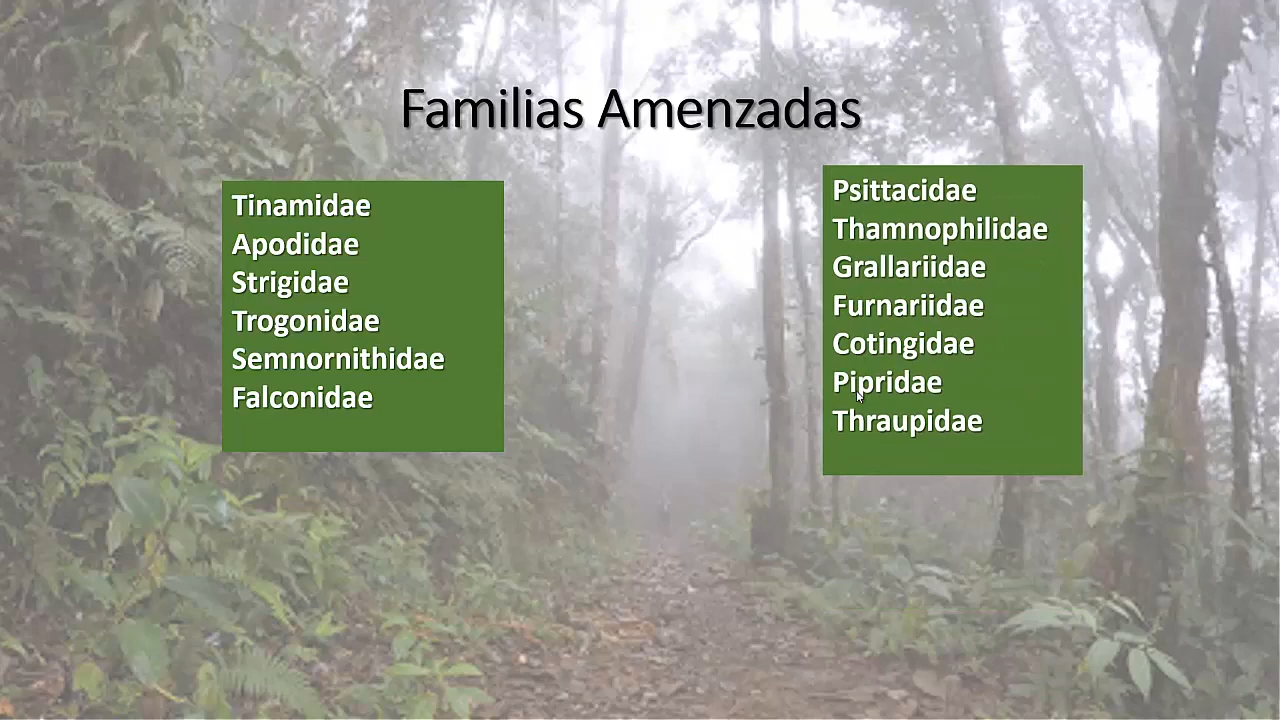 Familias Amenzadas
Tinamidae
Apodidae
Strigidae
Trogonidae
Semnornithidae
Falconidae
Psittacidae
Thamnophilidae
Grallariidae
Furnariidae
Cotingidae
Pipridae
Thraupidae